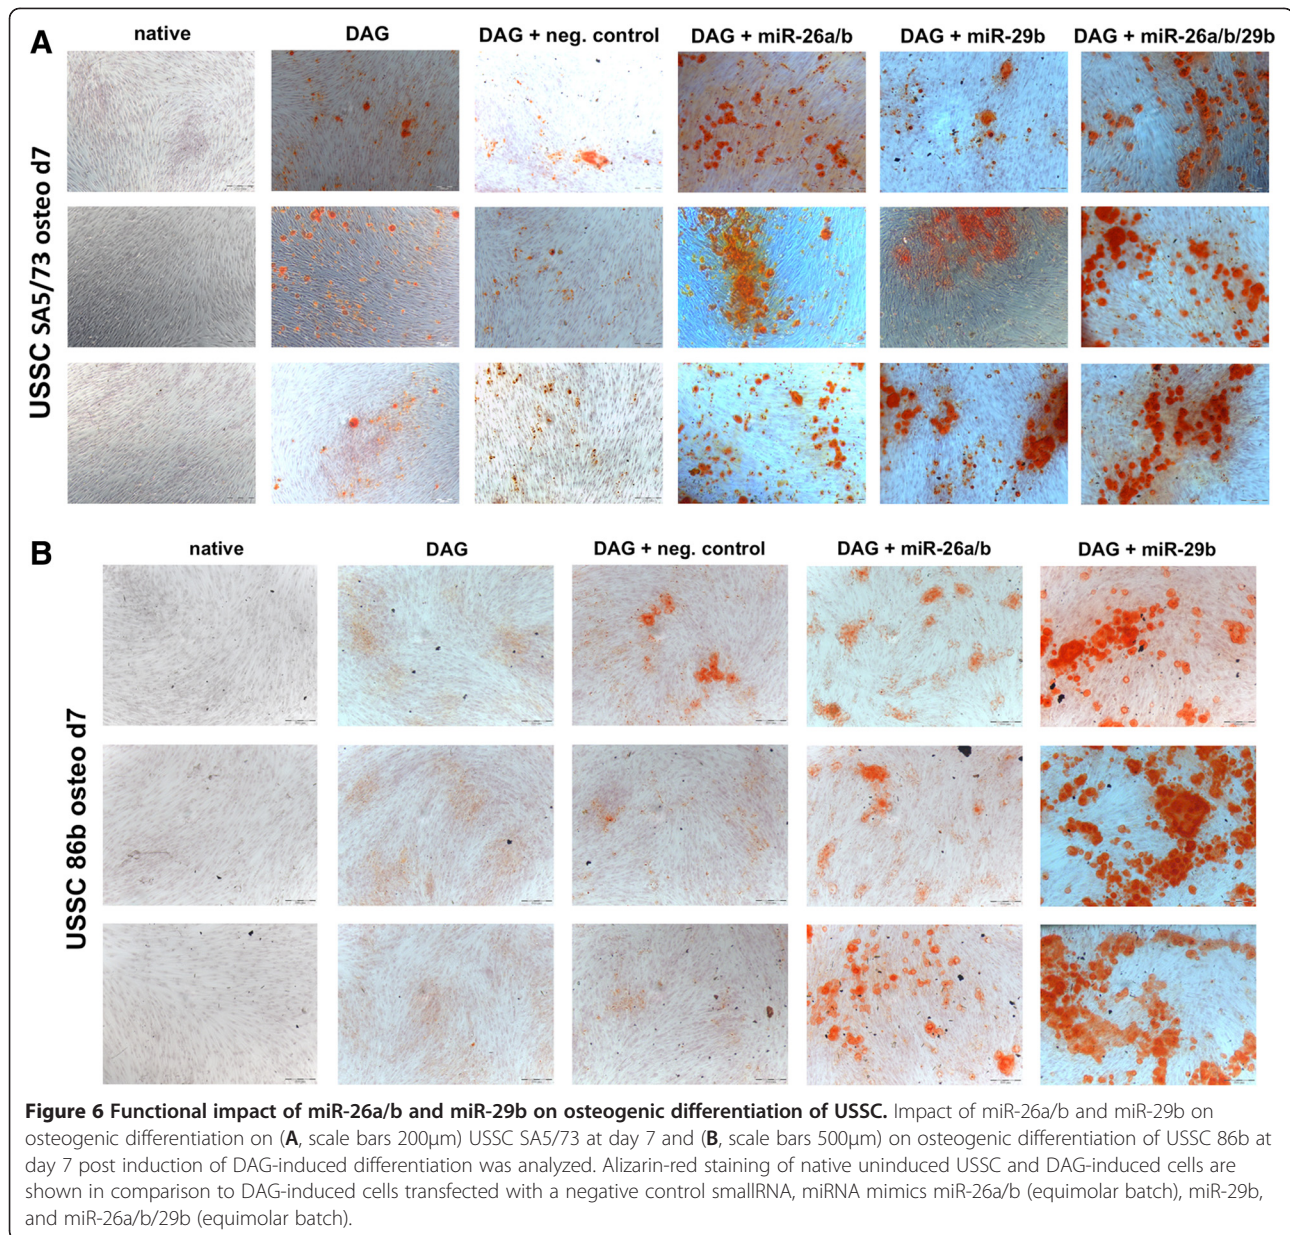 A
native DAG DAG + neg. control DAG + miR-26a/b DAG + miR-29b DAG + miR-26a/b/29b
USSC SA5/73 osteo d7
B
native DAG DAG + neg. control DAG + miR-26a/b DAG + miR-29b
USSC 86b osteo d7
Figure 6 Functional impact of miR-26a/b and miR-29b on osteogenic differentiation of USSC. Impact of miR-26a/b and miR-29b on
osteogenic differentiation on (A, scale bars 200μm) USSC SA5/73 at day 7 and (B, scale bars 500μm) on osteogenic differentiation of USSC 86b at
day 7 post induction of DAG-induced differentiation was analyzed. Alizarin-red staining of native uninduced USSC and DAG-induced cells are
shown in comparison to DAG-induced cells transfected with a negative control smallRNA, miRNA mimics miR-26a/b (equimolar batch), miR-29b,
and miR-26a/b/29b (equimolar batch).